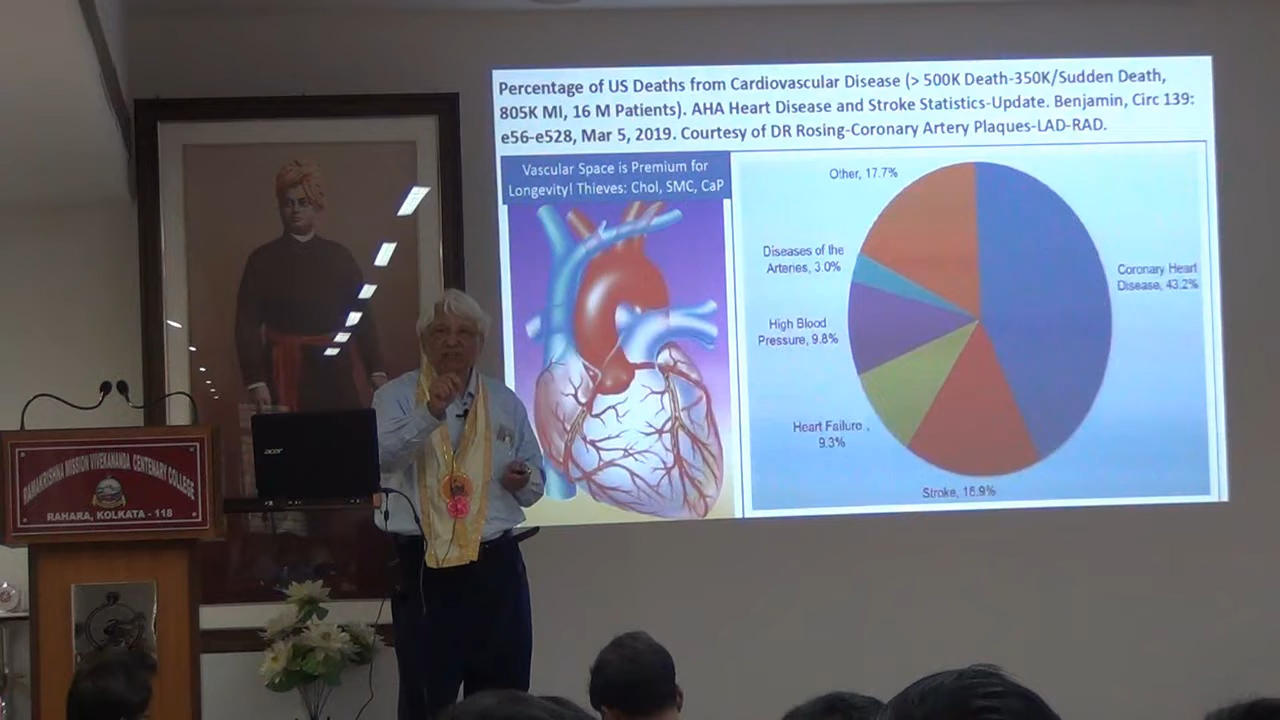 Percentage of US Deaths from Cardiovascular Disease (> 500K Death-350K/Sudden Death,
805K MI, 16 M Patients). AHA Heart Disease and Stroke Statistics-Update. Benjamin, Circ 139:
e56-e528, Mar 5, 2019. Courtesy of DR Rosing-Coronary Artery Plaques-LAD-RAD.
Vascular Space is Premium for
Longevity! Thieves: Chol, SMC, CaP
Other, 17.7%
Diseases of the
Arteries, 3.0%
High Blood
Pressure, 9.8%
Heart Failure ,
9.3%
Stroke, 16.9%
Coronary Heart
Disease, 43.2%
acer
RAMAKRISHNA MISSION VIVEKANANDA CENTENARY COLLEGE
RAHARA, KOLKATA - 118